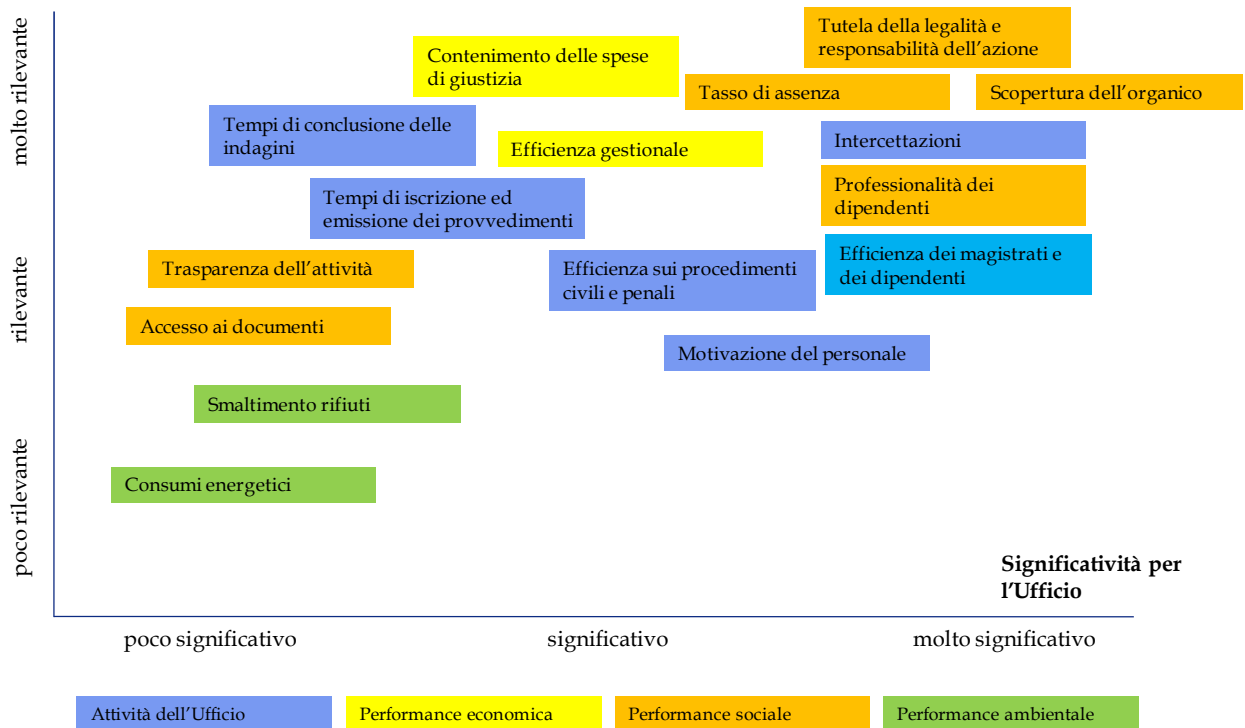 molto rilevante
rilevante
poco rilevante
Tutela della legalità e
responsabilità dell'azione
Contenimento delle spese
di giustizia
Tasso di assenza
Scopertura dell'organico
Tempi di conclusione delle
indagini
Efficienza gestionale
Intercettazioni
Tempi di iscrizione ed
emissione dei provvedimenti
Professionalità dei
dipendenti
Trasparenza dell'attività
Efficienza sui procedimenti
civili e penali
Efficienza dei magistrati e
dei dipendenti
Accesso ai documenti
Motivazione del personale
Smaltimento rifiuti
Consumi energetici
Significatività per
l'Ufficio
poco significativo
significativo
molto significativo
Attività dell'Ufficio
Performance economica
Performance sociale
Performance ambientale